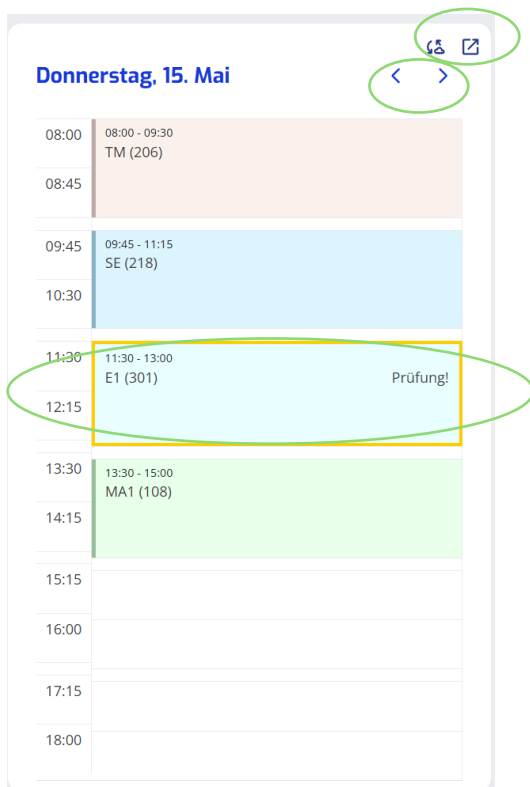 Donnerstag, 15. Mai
08:00
08:00 - 09:30
TM (206)
08:45
09:45
09:45 - 11:15
SE (218)
10:30
11:30
11:30 - 13:00
E1 (301) Prüfung!
12:15
13:30
13:30 - 15:00
MA1 (108)
14:15
15:15
16:00
17:15
18:00